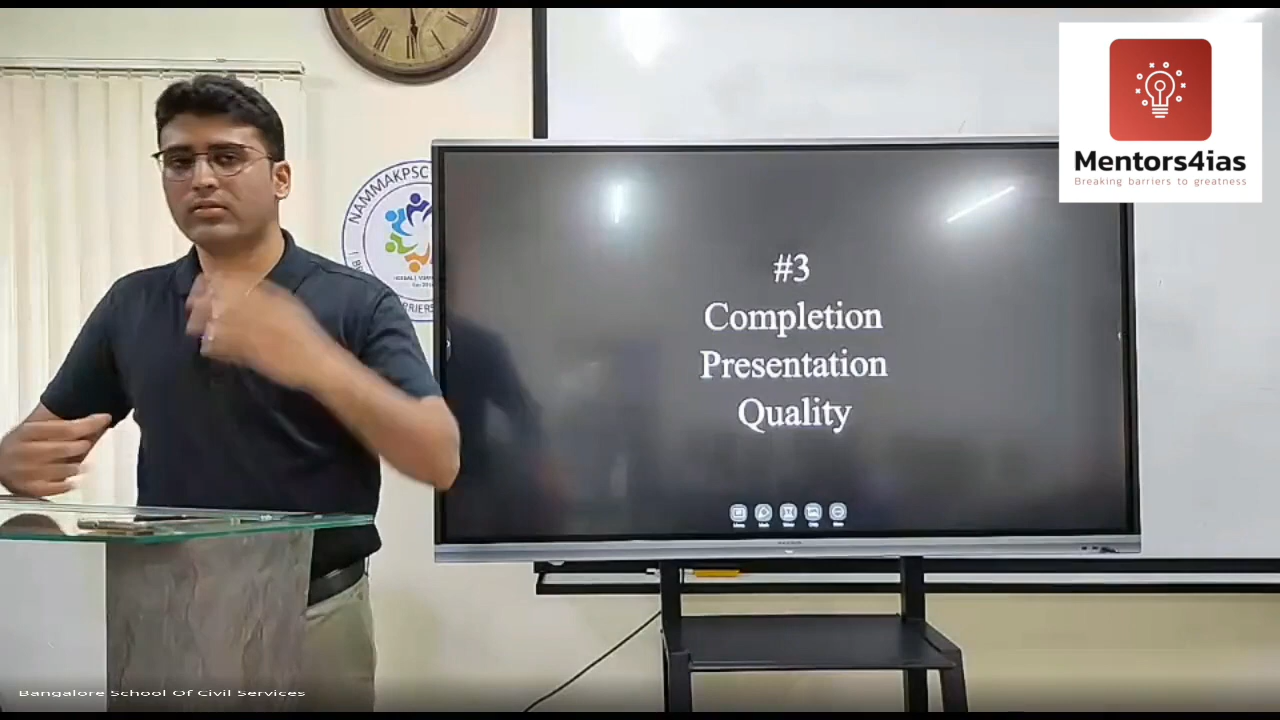 Mentors4ias
Breaking barriers to greatness
NAMMAKPSC
#3
Completion
Presentation
Quality
Bangalore School Of Civil Services